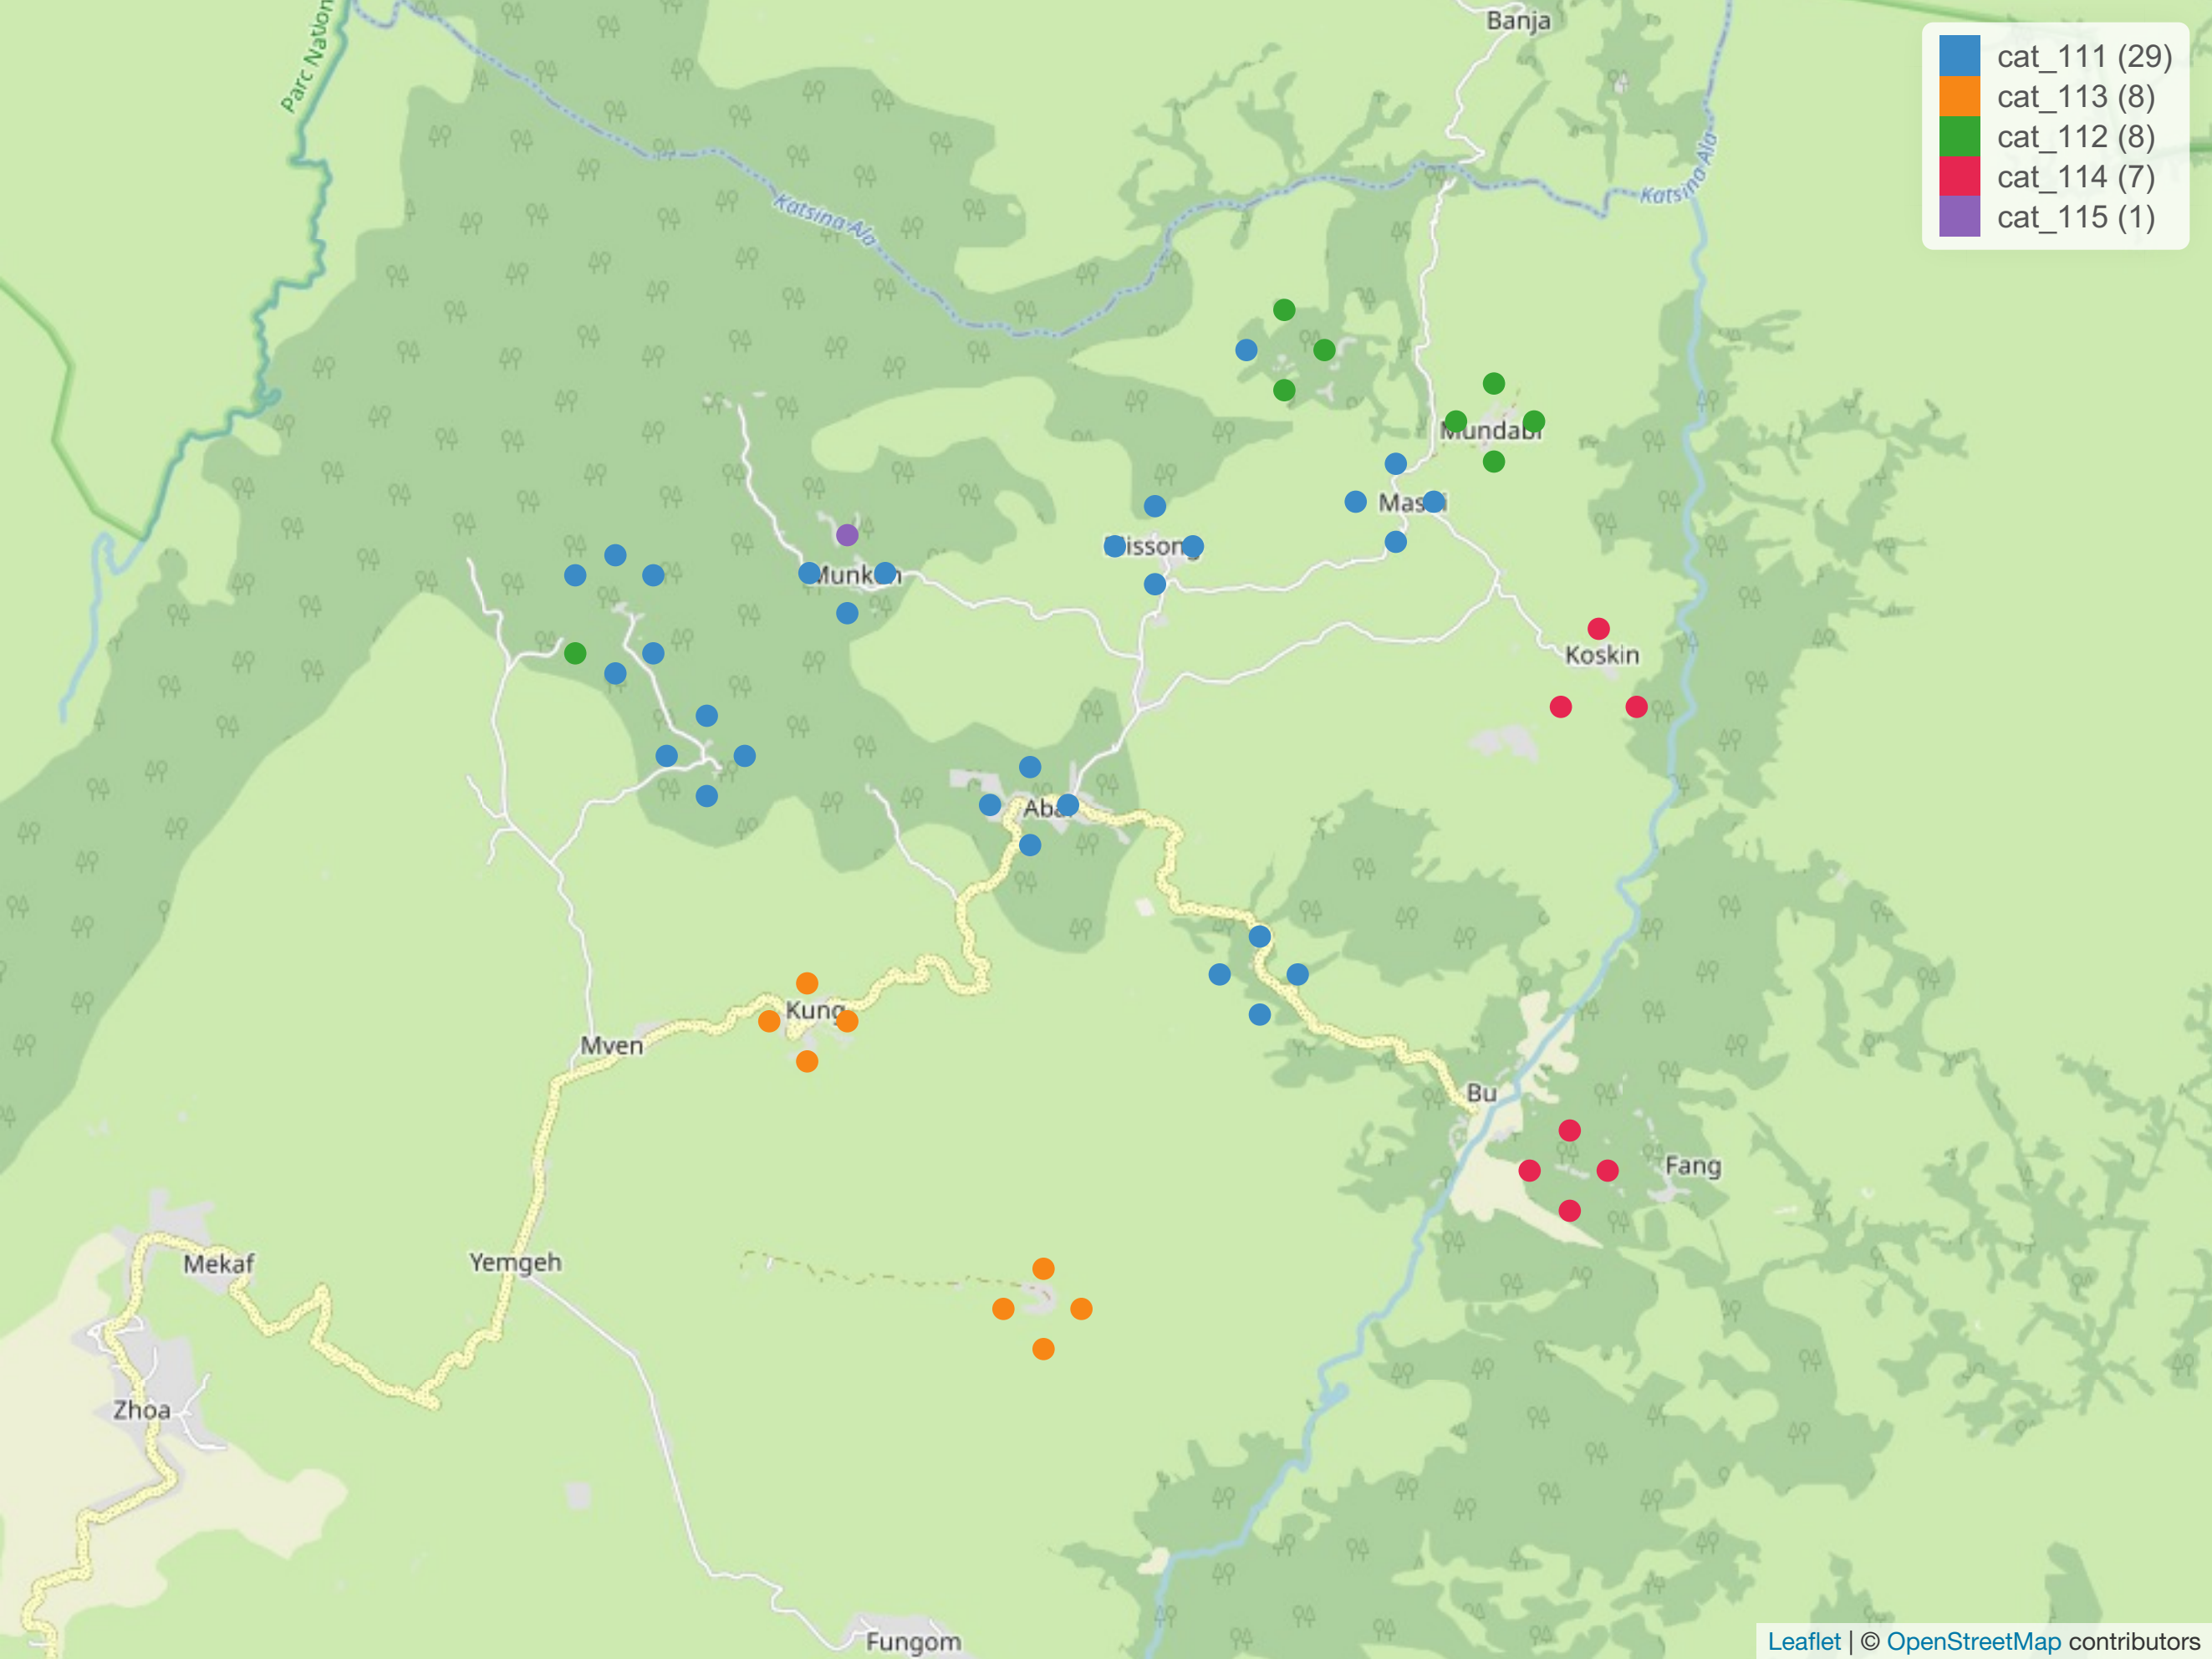 Banja
Parc Nation
cat_111 (29)
cat_113 (8)
cat_112 (8)
cat_114 (7)
cat_115 (1)
Katsina-Ala
Katsina-Ala
Koskin
Kung
Mven
Bu
Fang
Mekaf
Yemgeh
Zhoa
Fungom
Leaflet | © OpenStreetMap contributors